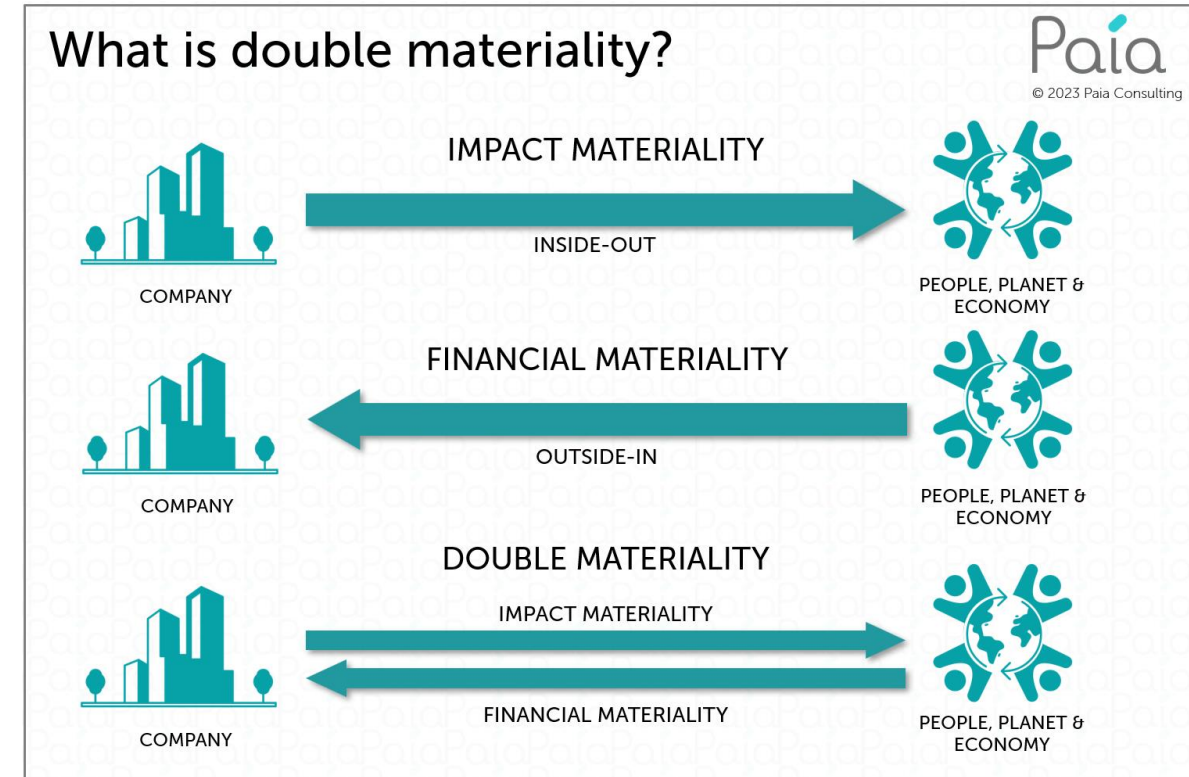 What is double materiality?
Paia
© 2023 Paia Consulting
IMPACT MATERIALITY
INSIDE-OUT
COMPANY
PEOPLE, PLANET &
ECONOMY
FINANCIAL MATERIALITY
OUTSIDE-IN
COMPANY
PEOPLE, PLANET &
ECONOMY
DOUBLE MATERIALITY
IMPACT MATERIALITY
FINANCIAL MATERIALITY
COMPANY
PEOPLE, PLANET &
ECONOMY